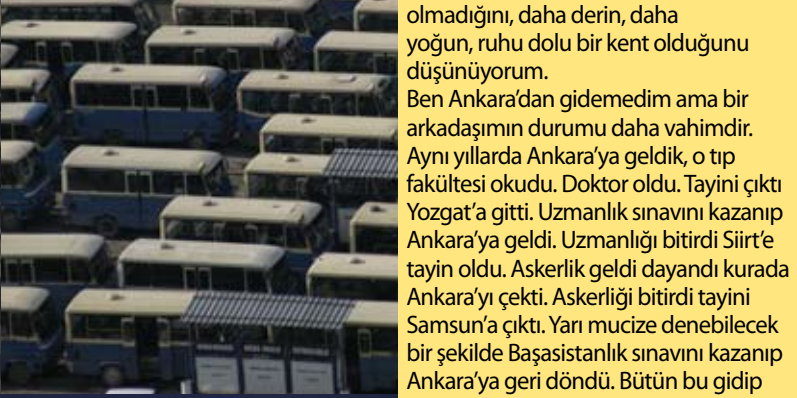 olmadığını, daha derin, daha
yoğun, ruhu dolu bir kent olduğunu
düşünüyorum.
Ben Ankara’dan gidemedim ama bir
arkadaşımın durumu daha vahimdir.
Aynı yıllarda Ankara’ya geldik, o tıp
fakültesi okudu. Doktor oldu. Tayini çıktı
Yozgat’a gitti. Uzmanlık sınavını kazanıp
Ankara’ya geldi. Uzmanlığı bitirdi Siirt’e
tayin oldu. Askerlik geldi dayandı kurada
Ankara’yı çekti. Askerliği bitirdi tayini
Samsun’a çıktı. Yarı mucize denebilecek
bir şekilde Başasistanlık sınavını kazanıp
Ankara’ya geri döndü. Bütün bu gidip